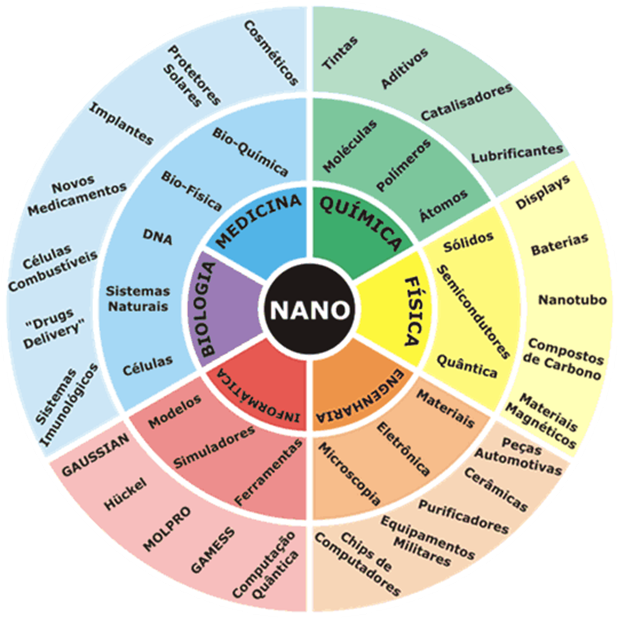 NANO
MEDICINA
QUÍMICA
FÍSICA
ENGENHARIA
INFORMÁTICA
BIOLOGIA
Bio-Química
Bio-Física
DNA
Sistemas
Naturais
Células
Moléculas
Polímeros
Átomos
Sólidos
Semicondutores
Quântica
Materiais
Eletrônica
Microscopia
Ferramentas
Simuladores
Modelos
Cosméticos
Protetores
Solares
Implantes
Novos
Medicamentos
Células
Combustíveis
"Drugs
Delivery"
Sistemas
Imunológicos
Tintas
Aditivos
Catalisadores
Lubrificantes
Displays
Baterias
Nanotubo
Compostos
de Carbono
Materiais
Magnéticos
Peças
Automotivas
Cerâmicas
Purificadores
Equipamentos
Militares
Chips de
Computadores
Computação
Quântica
GAMESS
MOLPRO
Hückel
GAUSSIAN